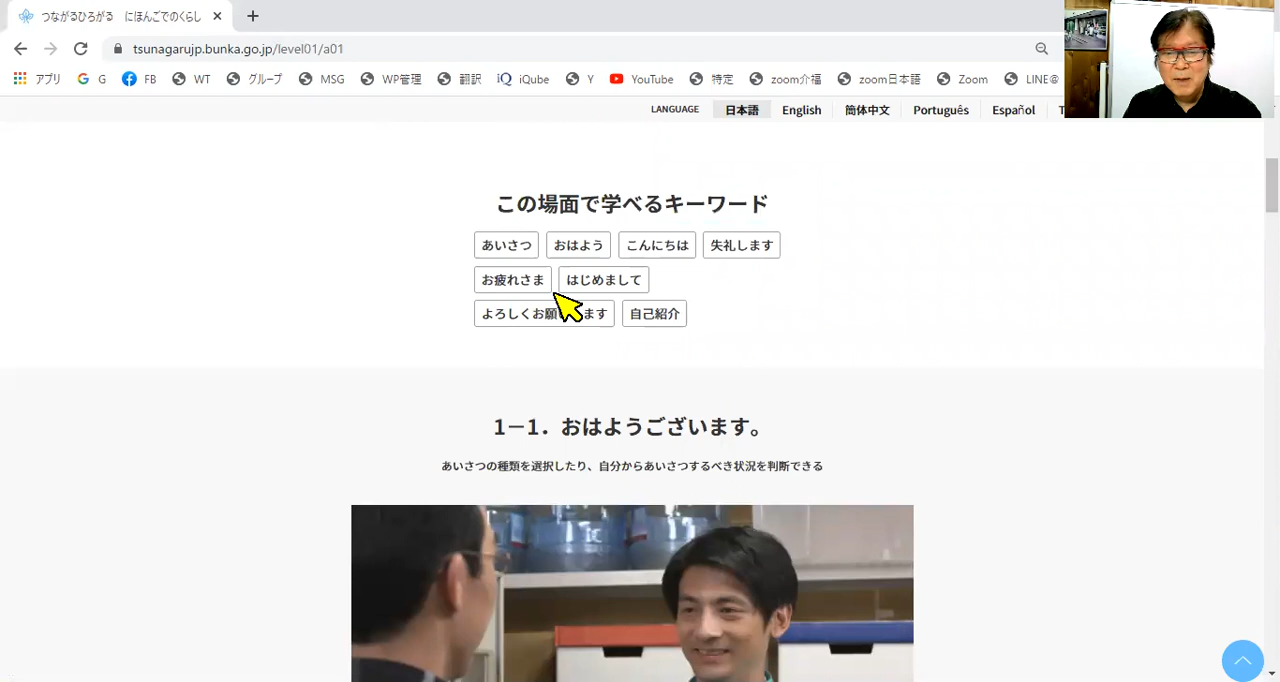 つながるひろがる にほんごでのくらし
tsunagarujp.bunka.go.jp/level01/a01
アプリ G FB WT グループ MSG WP管理 翻訳 iQube Y YouTube 特定 zoom介福 zoom日本語 Zoom LINE@
LANGUAGE 日本語 English 简体中文 Português Español
この場面で学べるキーワード
あいさつ おはよう こんにちは 失礼します
お疲れさま はじめまして
よろしくお願 ます 自己紹介
1－1．おはようございます。
あいさつの種類を選択したり、自分からあいさつするべき状況を判断できる